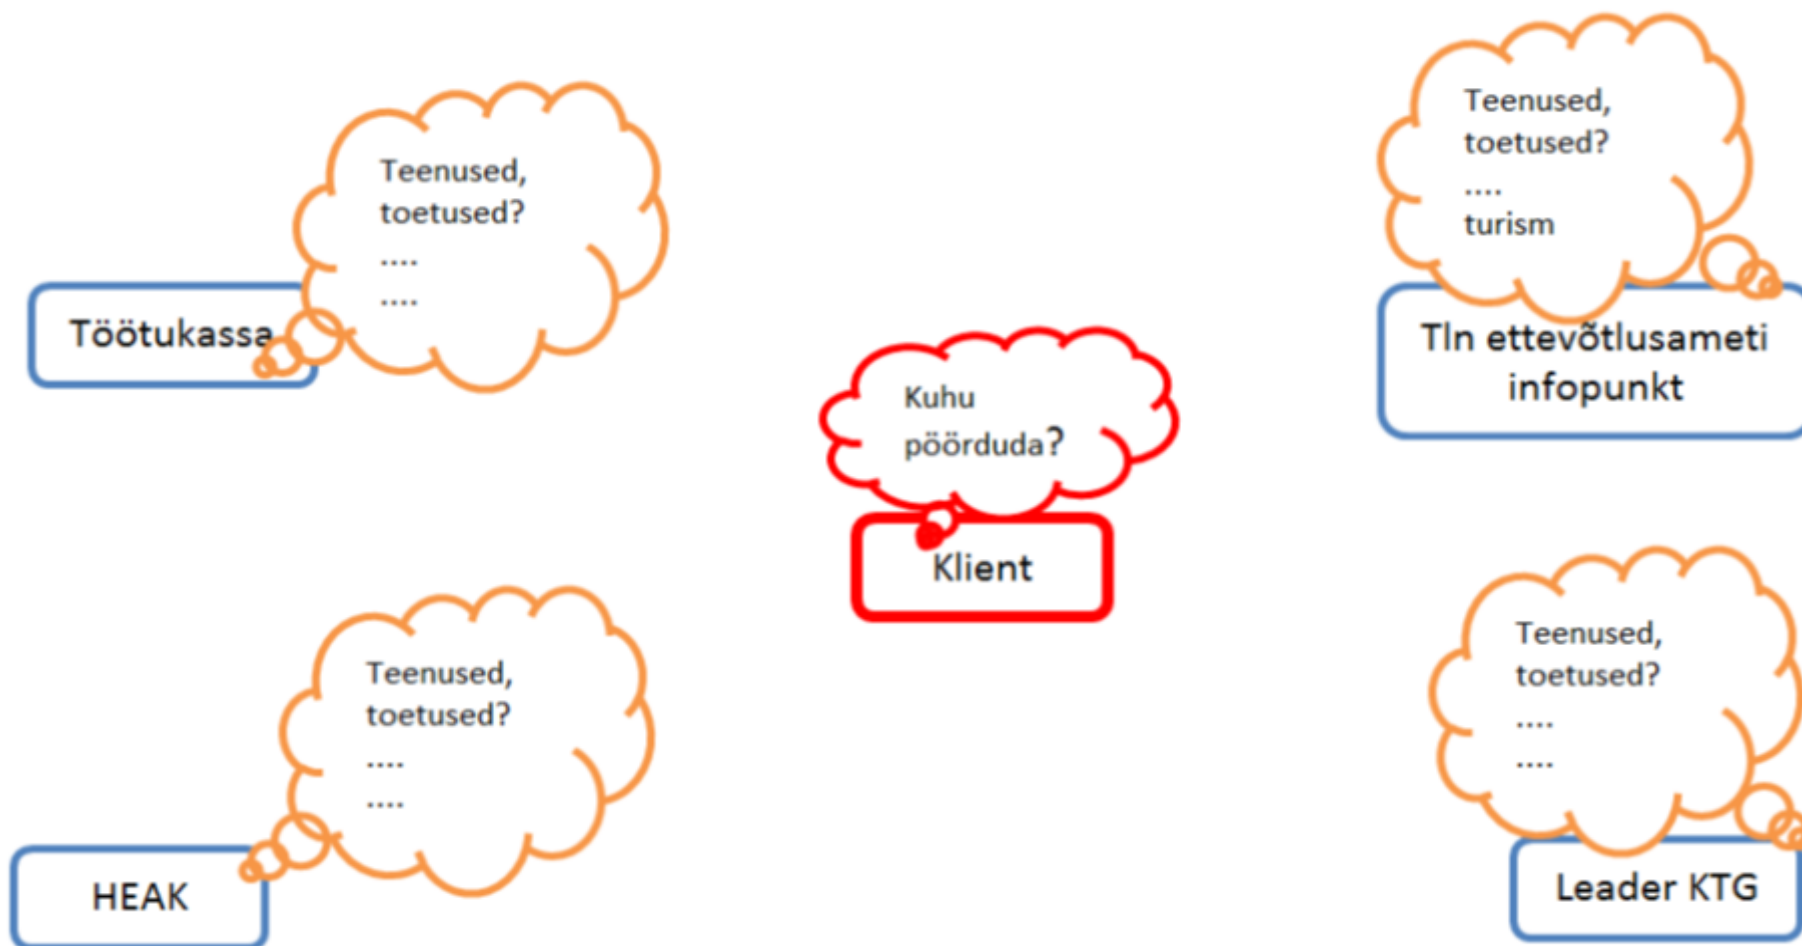 Teenused,
toetused?
....
....
Töötukassa
Teenused,
toetused?
....
turism
Tln ettevõtlusameti
infopunkt
Kuhu
pöörduda?
Klient
Teenused,
toetused?
....
....
HEAK
Teenused,
toetused?
....
....
Leader KTG